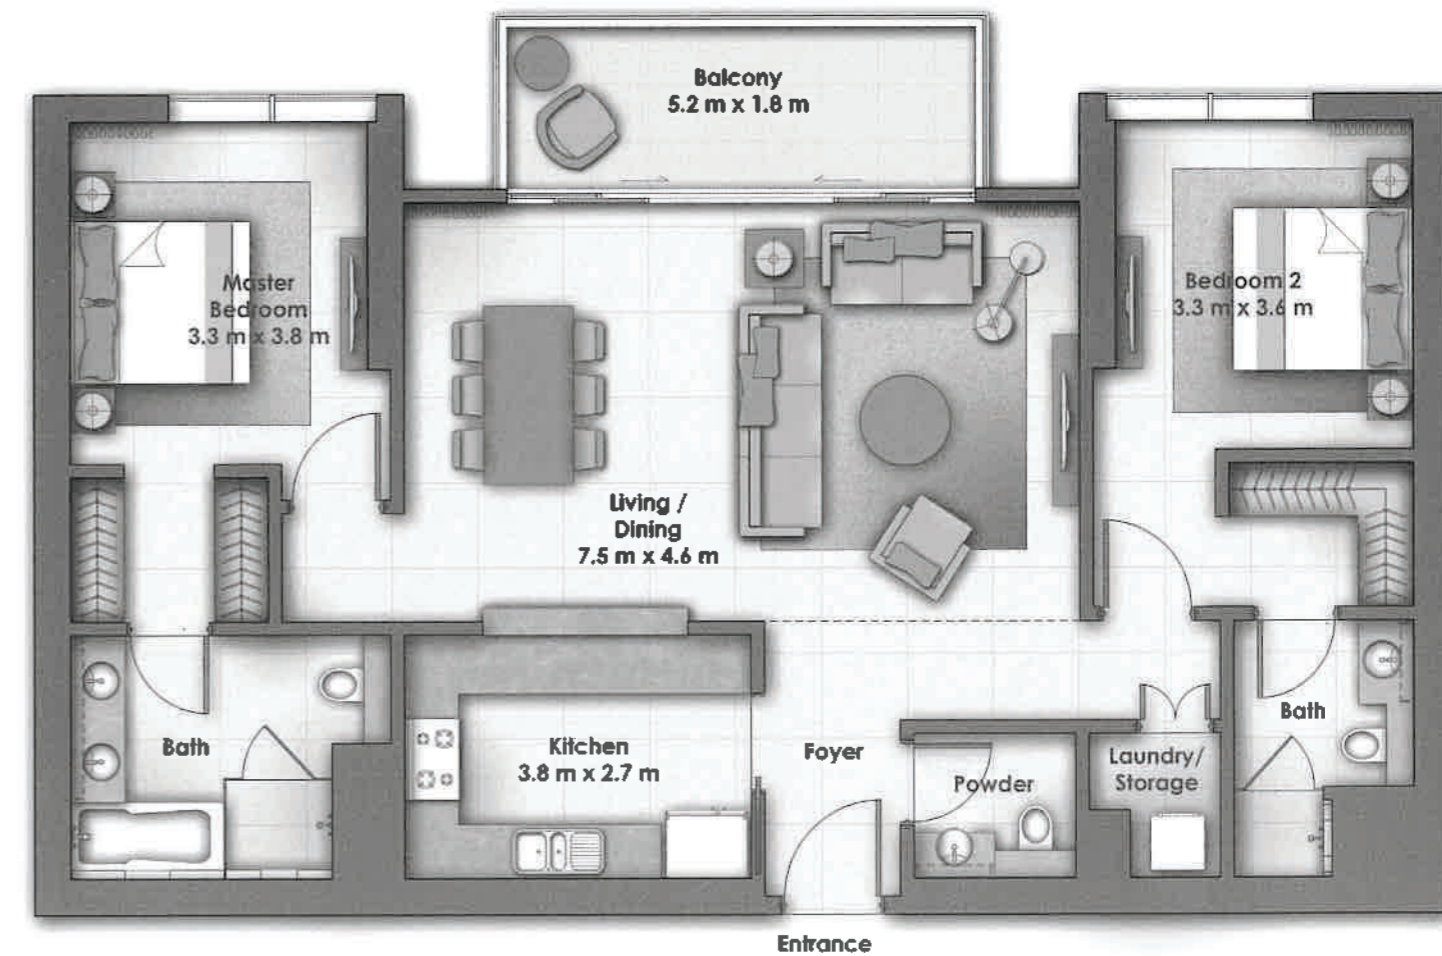 Balcony
5.2 m x 1.8 m
Master
Bedroom
3.3 m x 3.8 m
Bedroom 2
3.3 m x 3.6 m
Living /
Dining
7.5 m x 4.6 m
Bath
Kitchen
3.8 m x 2.7 m
Foyer
Powder
Laundry/
Storage
Bath
Entrance